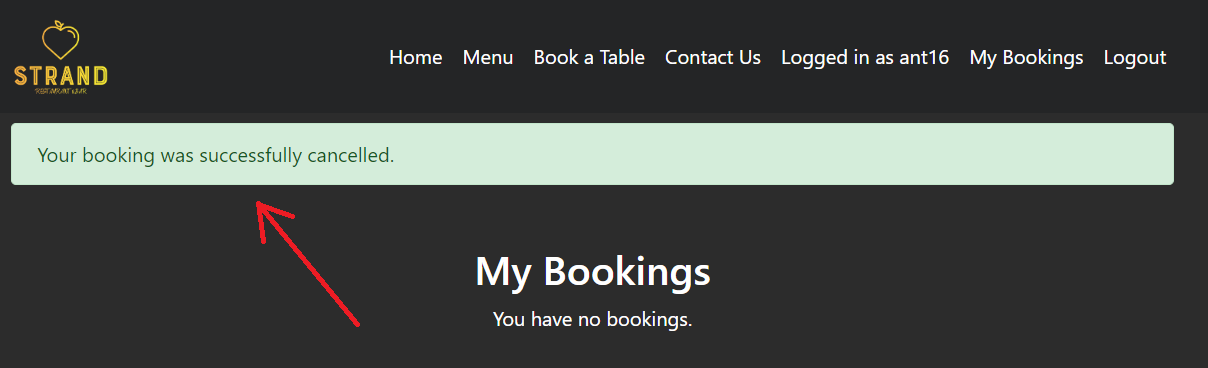 STRAND
RESTAURANT & BAR
Home Menu Book a Table Contact Us Logged in as ant16 My Bookings Logout
Your booking was successfully cancelled.
My Bookings
You have no bookings.